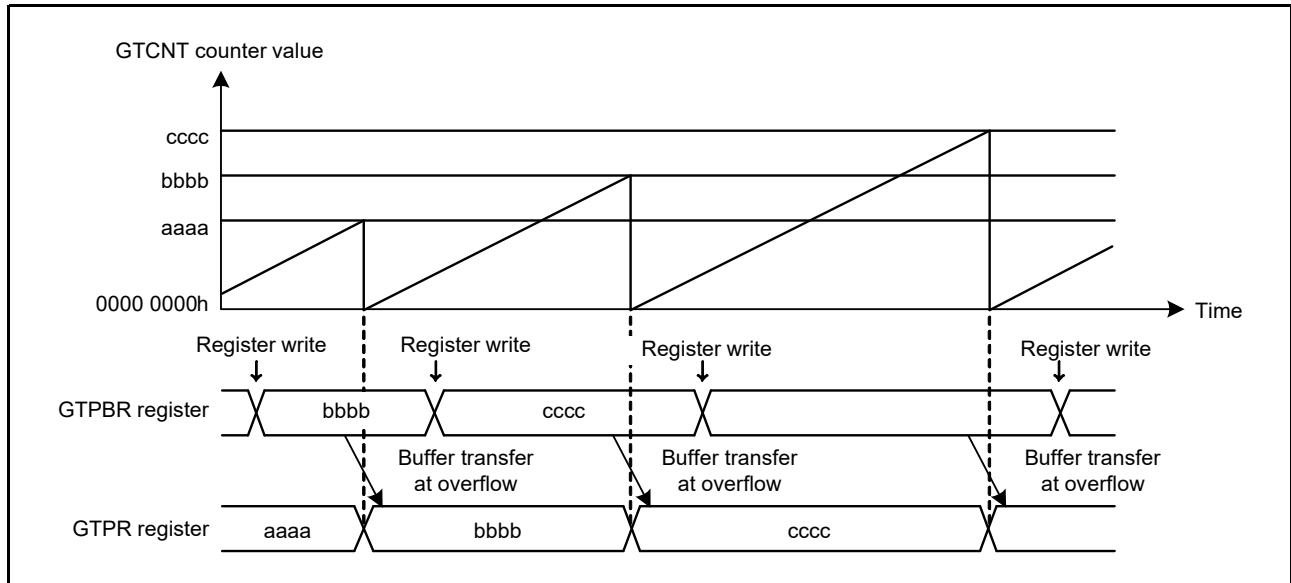 GTCNT counter value
cccc
bbbb
aaaa
0000 0000h
Time
Register write
Register write
Register write
Register write
GTPBR register
bbbb
cccc
Buffer transfer
at overflow
Buffer transfer
at overflow
Buffer transfer
at overflow
GTPR register
aaaa
bbbb
cccc